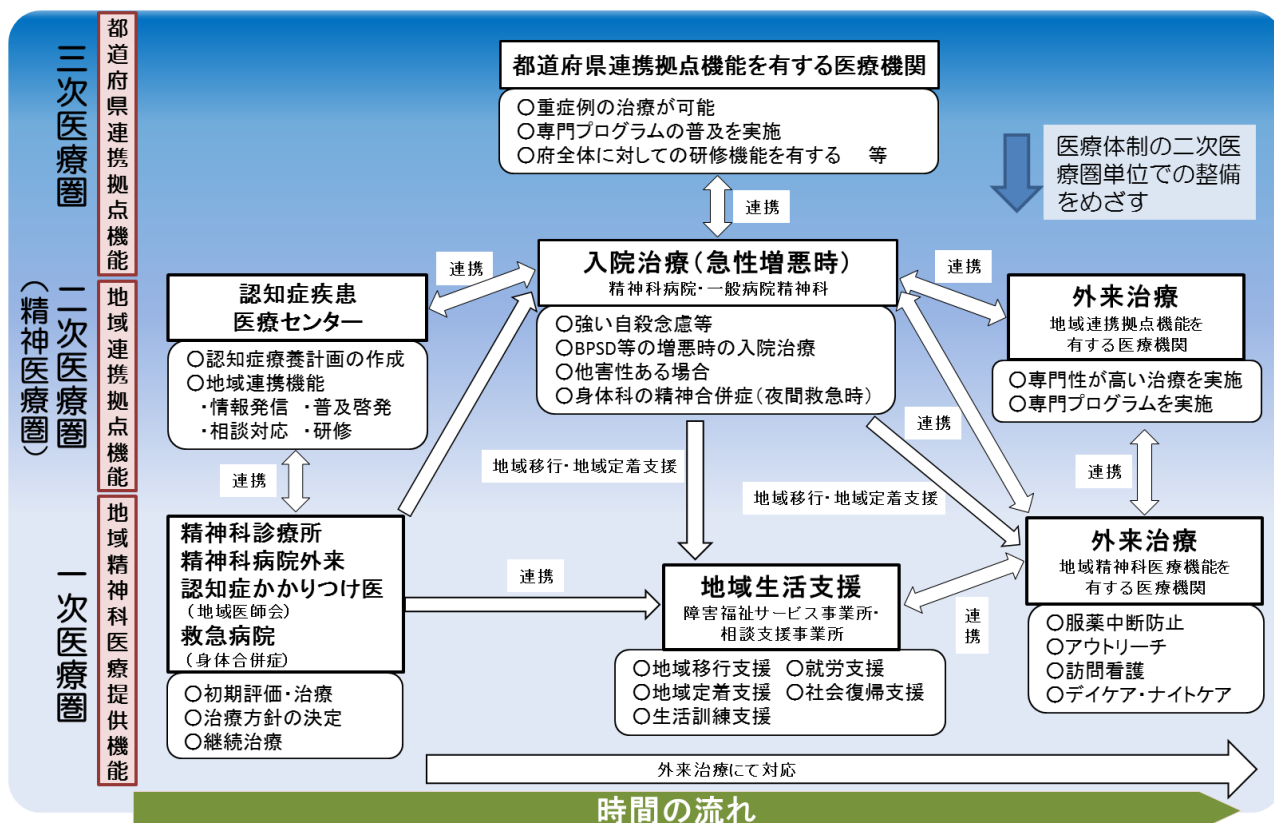 三次医療圏
都道府県連携拠点機能
都道府県連携拠点機能を有する医療機関
○重症例の治療が可能
○専門プログラムの普及を実施
○府全体に対しての研修機能を有する 等
医療体制の二次医
療圏単位での整備
をめざす
連携
二次医療圏
(精神医療圏)
地域連携拠点機能
認知症疾患
医療センター
○認知症療養計画の作成
○地域連携機能
・情報発信 ・普及啓発
・相談対応 ・研修
連携
入院治療(急性増悪時)
精神科病院・一般病院精神科
○強い自殺念慮等
○BPSD等の増悪時の入院治療
○他害性ある場合
○身体科の精神合併症(夜間救急時)
連携
外来治療
地域連携拠点機能を
有する医療機関
○専門性が高い治療を実施
○専門プログラムを実施
連携
連携
連携
地域移行・地域定着支援
地域移行・地域定着支援
一次医療圏
地域精神科医療提供機能
精神科診療所
精神科病院外来
認知症かかりつけ医
(地域医師会)
救急病院
(身体合併症)
○初期評価・治療
○治療方針の決定
○継続治療
連携
地域生活支援
障害福祉サービス事業所・
相談支援事業所
○地域移行支援 ○就労支援
○地域定着支援 ○社会復帰支援
○生活訓練支援
連
携
外来治療
地域精神科医療機能を
有する医療機関
○服薬中断防止
○アウトリーチ
○訪問看護
○デイケア・ナイトケア
外来治療にて対応
時間の流れ